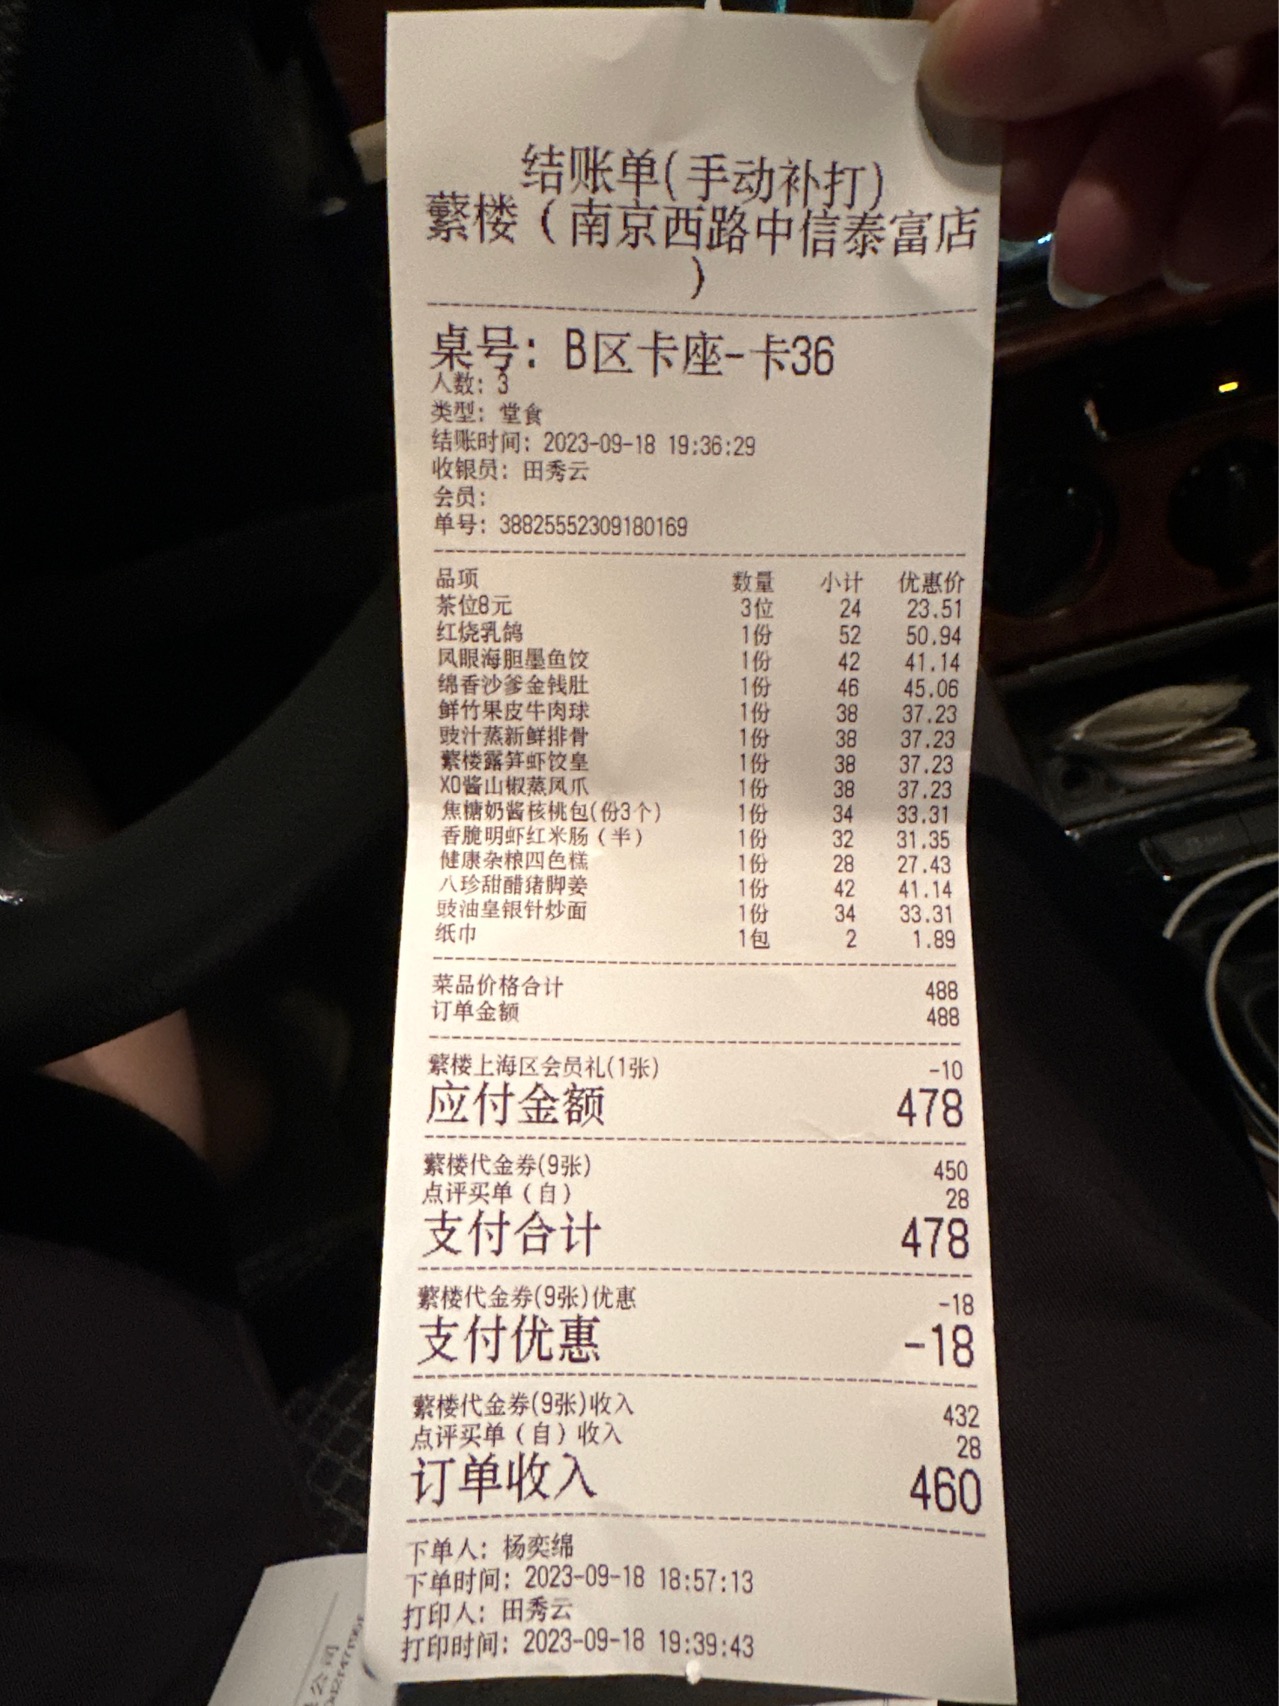 结账单(手动补打)
蘩楼(南京西路中信泰富店
)
桌号: B区卡座-卡36
人数: 3
类型: 堂食
结账时间: 2023-09-18 19:36:29
收银员: 田秀云
会员:
单号: 38825552309180169
品项 数量 小计 优惠价
茶位8元 3位 24 23.51
红烧乳鸽 1份 52 50.94
凤眼海胆墨鱼饺 1份 42 41.14
绵香沙爹金钱肚 1份 46 45.06
鲜竹果皮牛肉球 1份 38 37.23
豉汁蒸新鲜排骨 1份 38 37.23
蘩楼露笋虾饺皇 1份 38 37.23
XO酱山椒蒸凤爪 1份 38 37.23
焦糖奶酱核桃包(份3个) 1份 34 33.31
香脆明虾红米肠(半) 1份 32 31.35
健康杂粮四色糕 1份 28 27.43
八珍甜醋猪脚姜 1份 42 41.14
豉油皇银针炒面 1份 34 33.31
纸巾 1包 2 1.89
菜品价格合计 488
订单金额 488
蘩楼上海区会员礼(1张) -10
应付金额 478
蘩楼代金券(9张) 450
点评买单(自) 28
支付合计 478
蘩楼代金券(9张)优惠 -18
支付优惠 -18
蘩楼代金券(9张)收入 432
点评买单(自)收入 28
订单收入 460
下单人: 杨奕绵
下单时间: 2023-09-18 18:57:13
打印人: 田秀云
打印时间: 2023-09-18 19:39:43